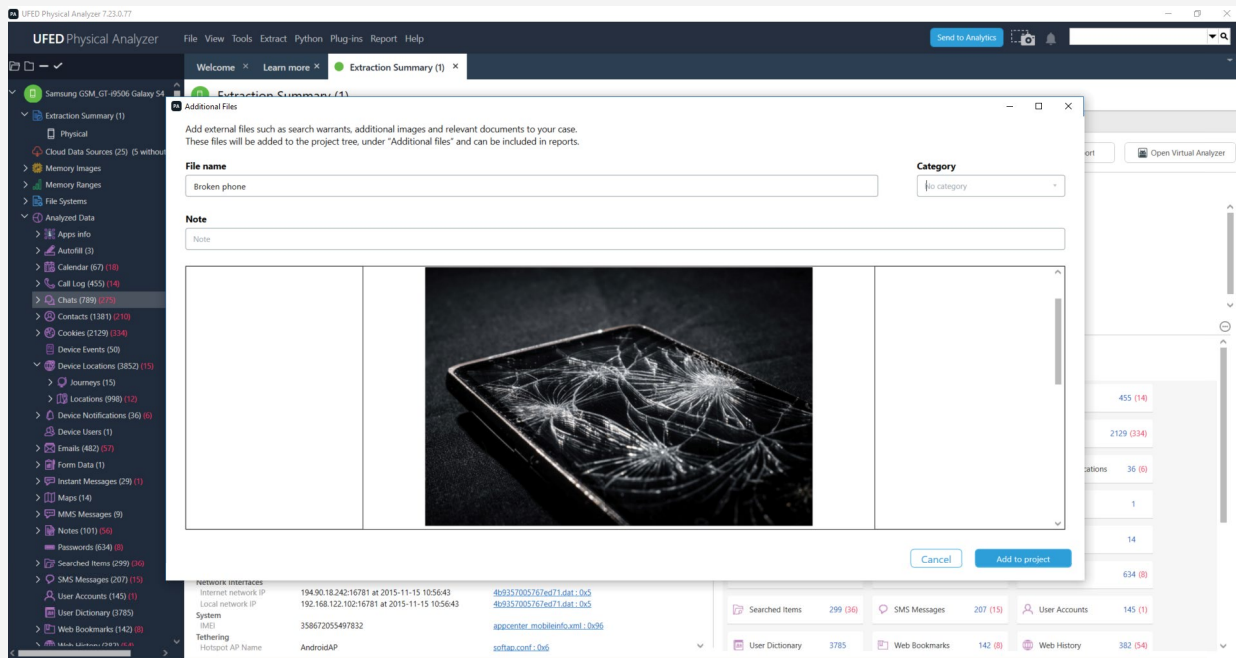 UFED Physical Analyzer 7.23.0.77
UFED Physical Analyzer
File View Tools Extract Python Plug-ins Report Help
Send to Analytics
Welcome
Learn more
Extraction Summary (1)
Samsung GSM_GT-i9506 Galaxy S4
Extraction Summary (1)
Physical
Cloud Data Sources (25) (5 without
Memory Images
Memory Ranges
File Systems
Analyzed Data
Apps info
Autofill (3)
Calendar (67) (18)
Call Log (455) (14)
Chats (789) (275)
Contacts (1381) (210)
Cookies (2129) (334)
Device Events (50)
Device Locations (3852) (15)
Journeys (15)
Locations (998) (12)
Device Notifications (36) (6)
Device Users (1)
Emails (482) (57)
Form Data (1)
Instant Messages (29) (1)
Maps (14)
MMS Messages (9)
Notes (101) (56)
Passwords (634) (8)
Searched Items (299) (36)
SMS Messages (207) (15)
User Accounts (145) (1)
User Dictionary (3785)
Web Bookmarks (142) (8)
Extraction Summary (1)
Additional Files
Add external files such as search warrants, additional images and relevant documents to your case.
These files will be added to the project tree, under "Additional files" and can be included in reports.
File name
Category
Broken phone
No category
Note
Note
Cancel
Add to project
Open Virtual Analyzer
455 (14)
2129 (334)
36 (6)
1
14
634 (8)
Network Interfaces
Internet network IP 194.90.18.242:16781 at 2015-11-15 10:56:43 4b9357005767ed71.dat : 0x5
Local network IP 192.168.122.102:16781 at 2015-11-15 10:56:43 4b9357005767ed71.dat : 0x5
System
IMEI 358672055497832 appcenter_mobileinfo.xml : 0x96
Tethering
Hotspot AP Name AndroidAP softap.conf : 0x6
Searched Items 299 (36) SMS Messages 207 (15) User Accounts 145 (1)
User Dictionary 3785 Web Bookmarks 142 (8) Web History 382 (54)